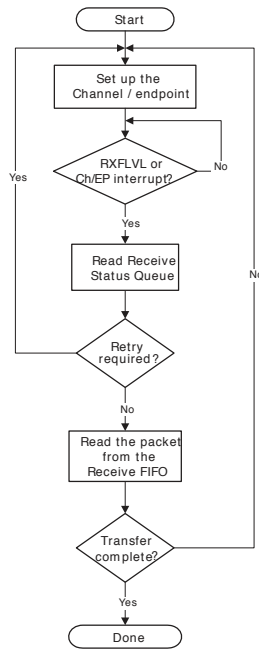 Start
Set up the
Channel / endpoint
RXFLVL or
Ch/EP interrupt?
No
Yes
Yes
Read Receive
Status Queue
No
Retry
required?
No
Read the packet
from the
Receive FIFO
Transfer
complete?
Yes
Done